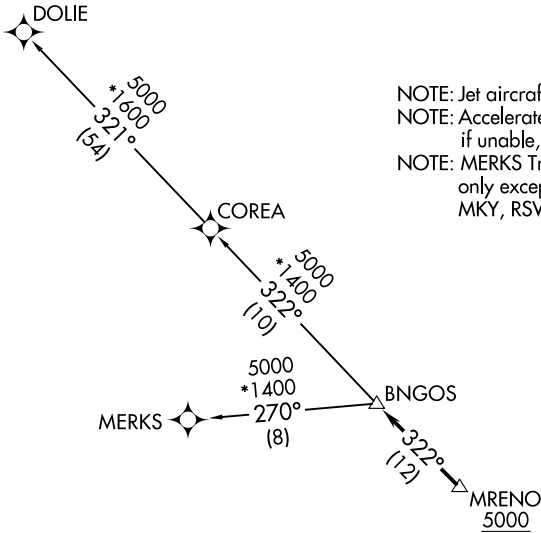 DOLIE
5000
*1600
321°
(54)
NOTE: Jet aircraf
NOTE: Accelerate
if unable,
NOTE: MERKS Tr
only excep
MKY, RSV
COREA
5000
*1400
322°
(10)
5000
*1400
270°
(8)
MERKS
BNGOS
322°
(12)
MRENO
5000